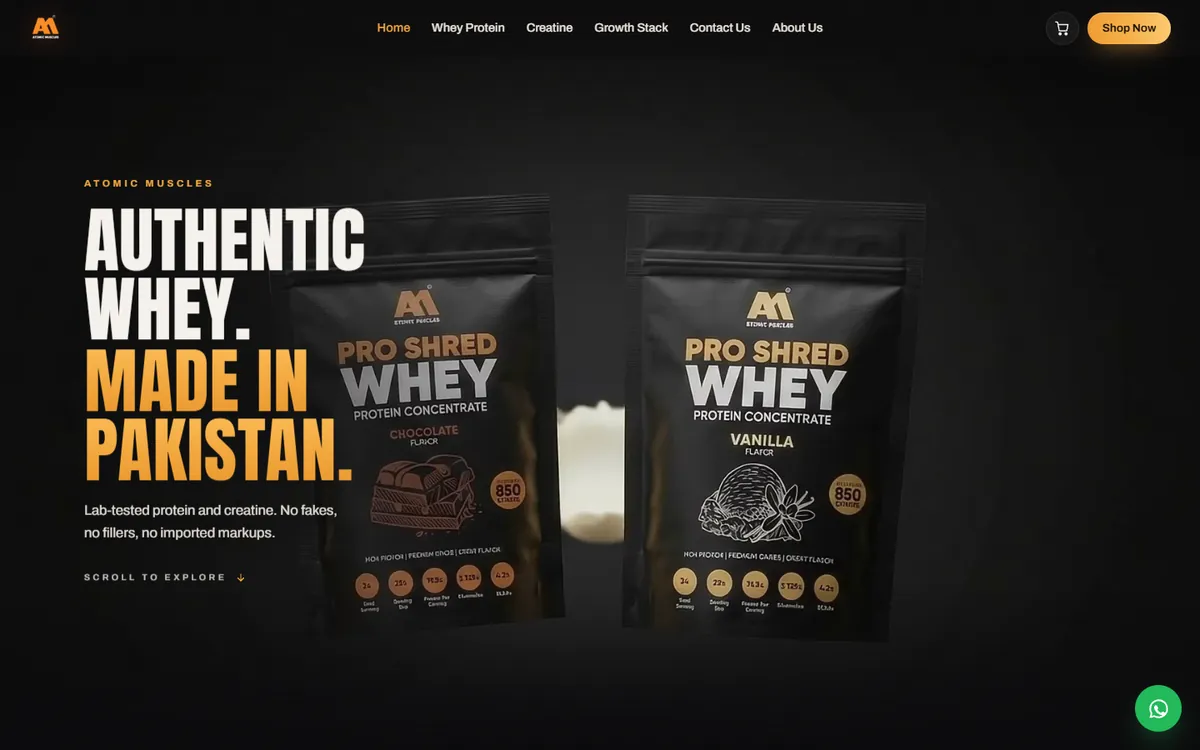 Home
Whey Protein
Creatine
Growth Stack
Contact Us
About Us
Shop Now
ATOMIC MUSCLES
AUTHENTIC
WHEY.
MADE IN
PAKISTAN.
Lab-tested protein and creatine. No fakes,
no fillers, no imported markups.
SCROLL TO EXPLORE
PRO SHRED
WHEY
PROTEIN CONCENTRATE
CHOCOLATE
850
PRO SHRED
WHEY
PROTEIN CONCENTRATE
VANILLA
850